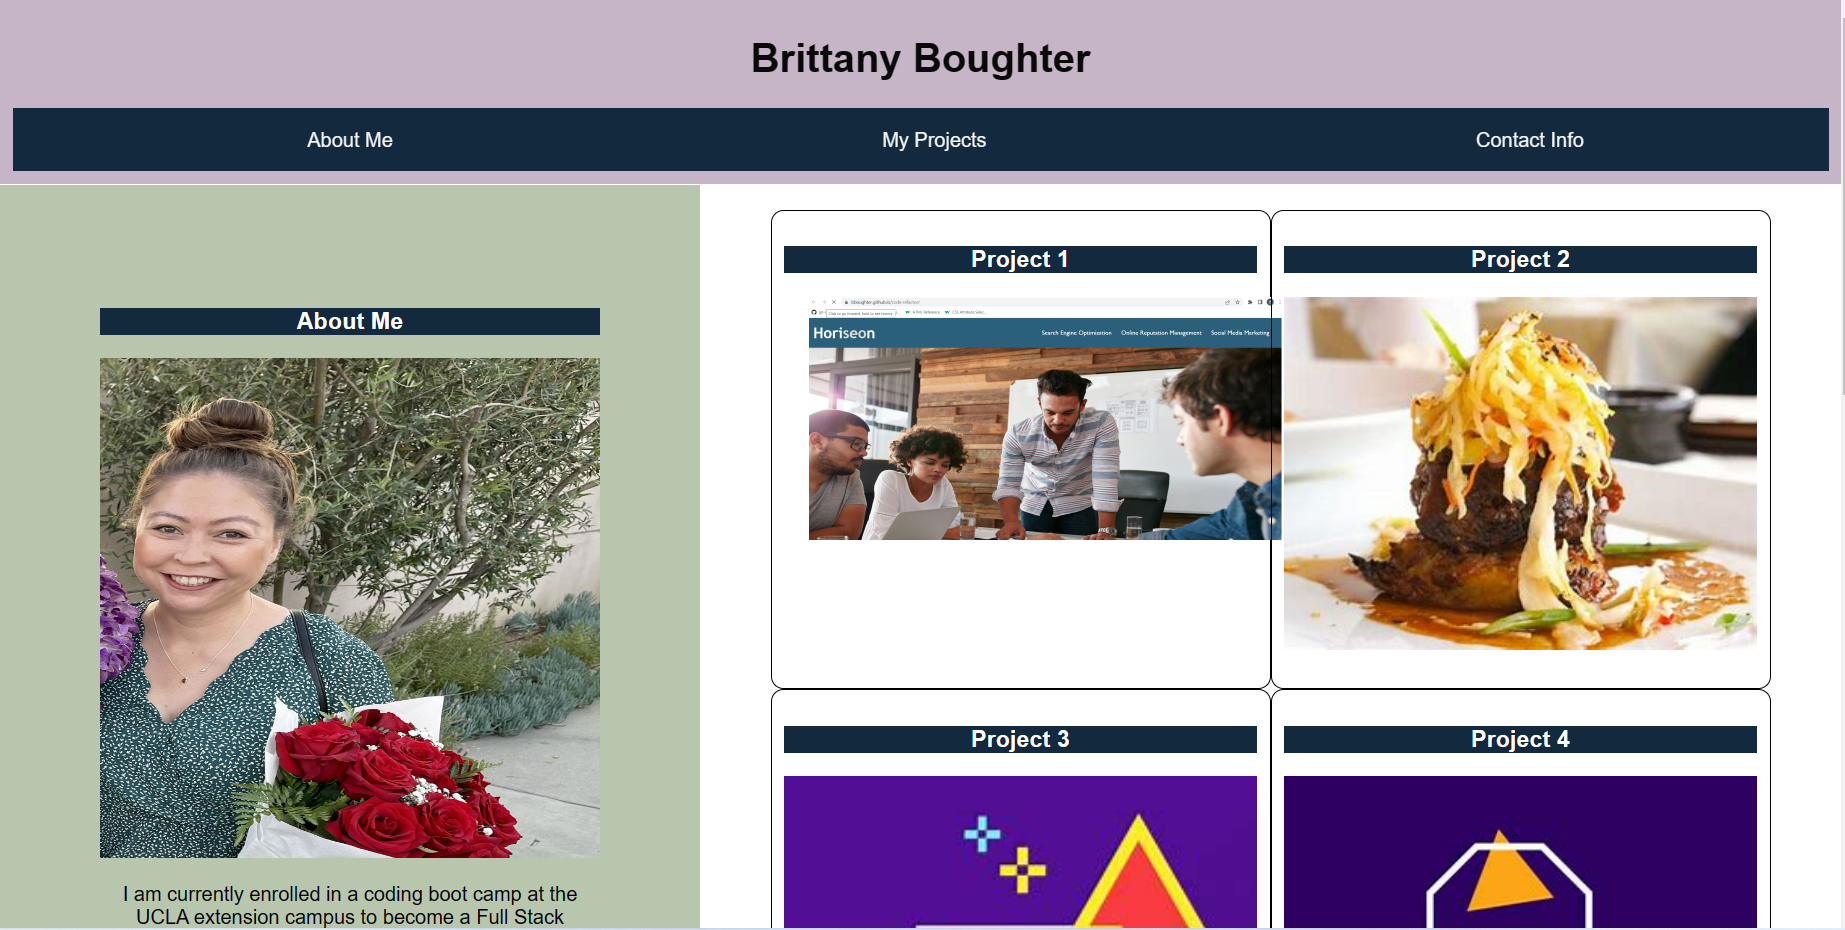 Brittany Boughter
About Me
My Projects
Contact Info
About Me
I am currently enrolled in a coding boot camp at the
UCLA extension campus to become a Full Stack
Project 1
Horiseon
Search Engine Optimization
Online Reputation Management
Social Media Marketing
Project 2
Project 3
Project 4